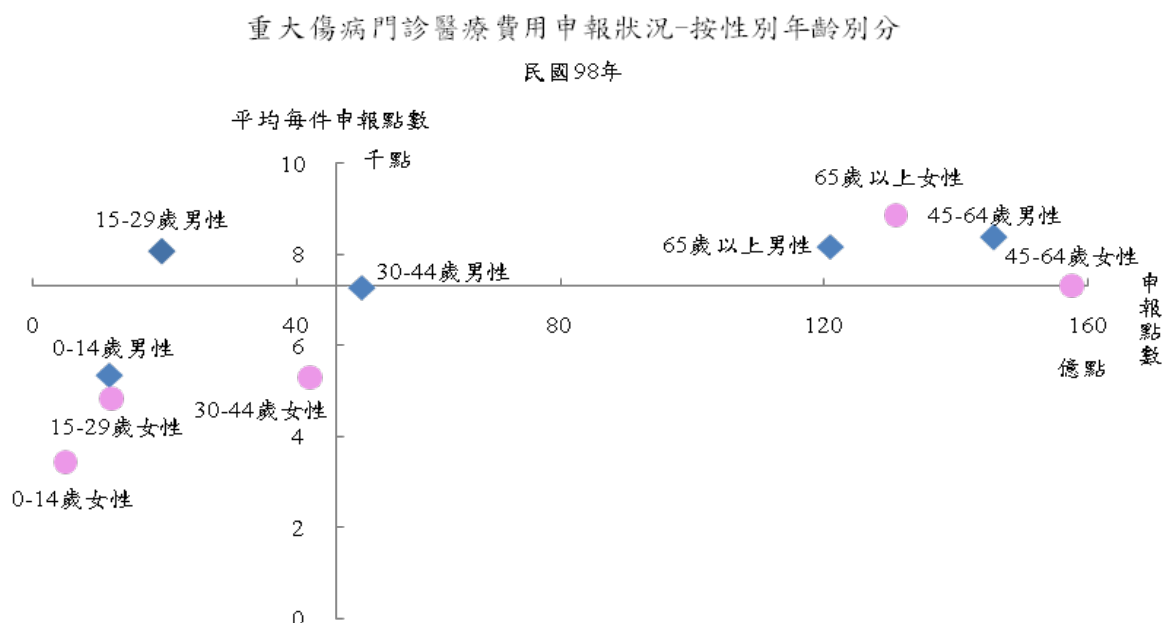 重大傷病門診醫療費用申報狀況-按性別年齡別分
民國98年
平均每件申報點數
10 千點
65歲以上女性
15-29歲男性
45-64歲男性
65歲以上男性
8
45-64歲女性
30-44歲男性
申報點數
0 40 80 120 160
6
0-14歲男性
億點
30-44歲女性
15-29歲女性
4
0-14歲女性
2
0